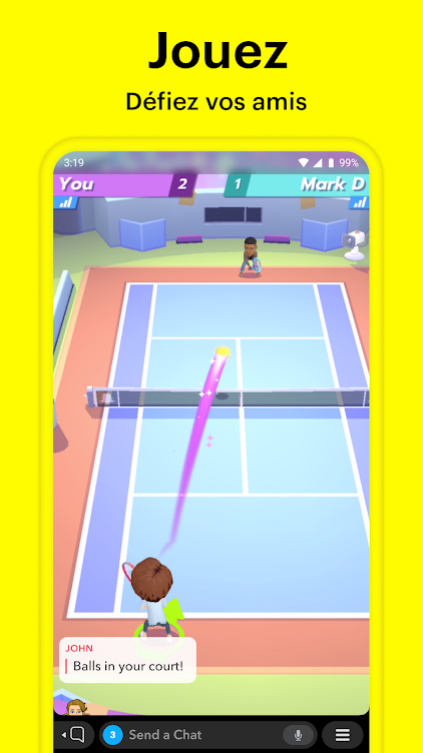 Jouez
Défiez vos amis
3:19
99%
You 2 1 Mark D
JOHN
Balls in your court!
3 Send a Chat